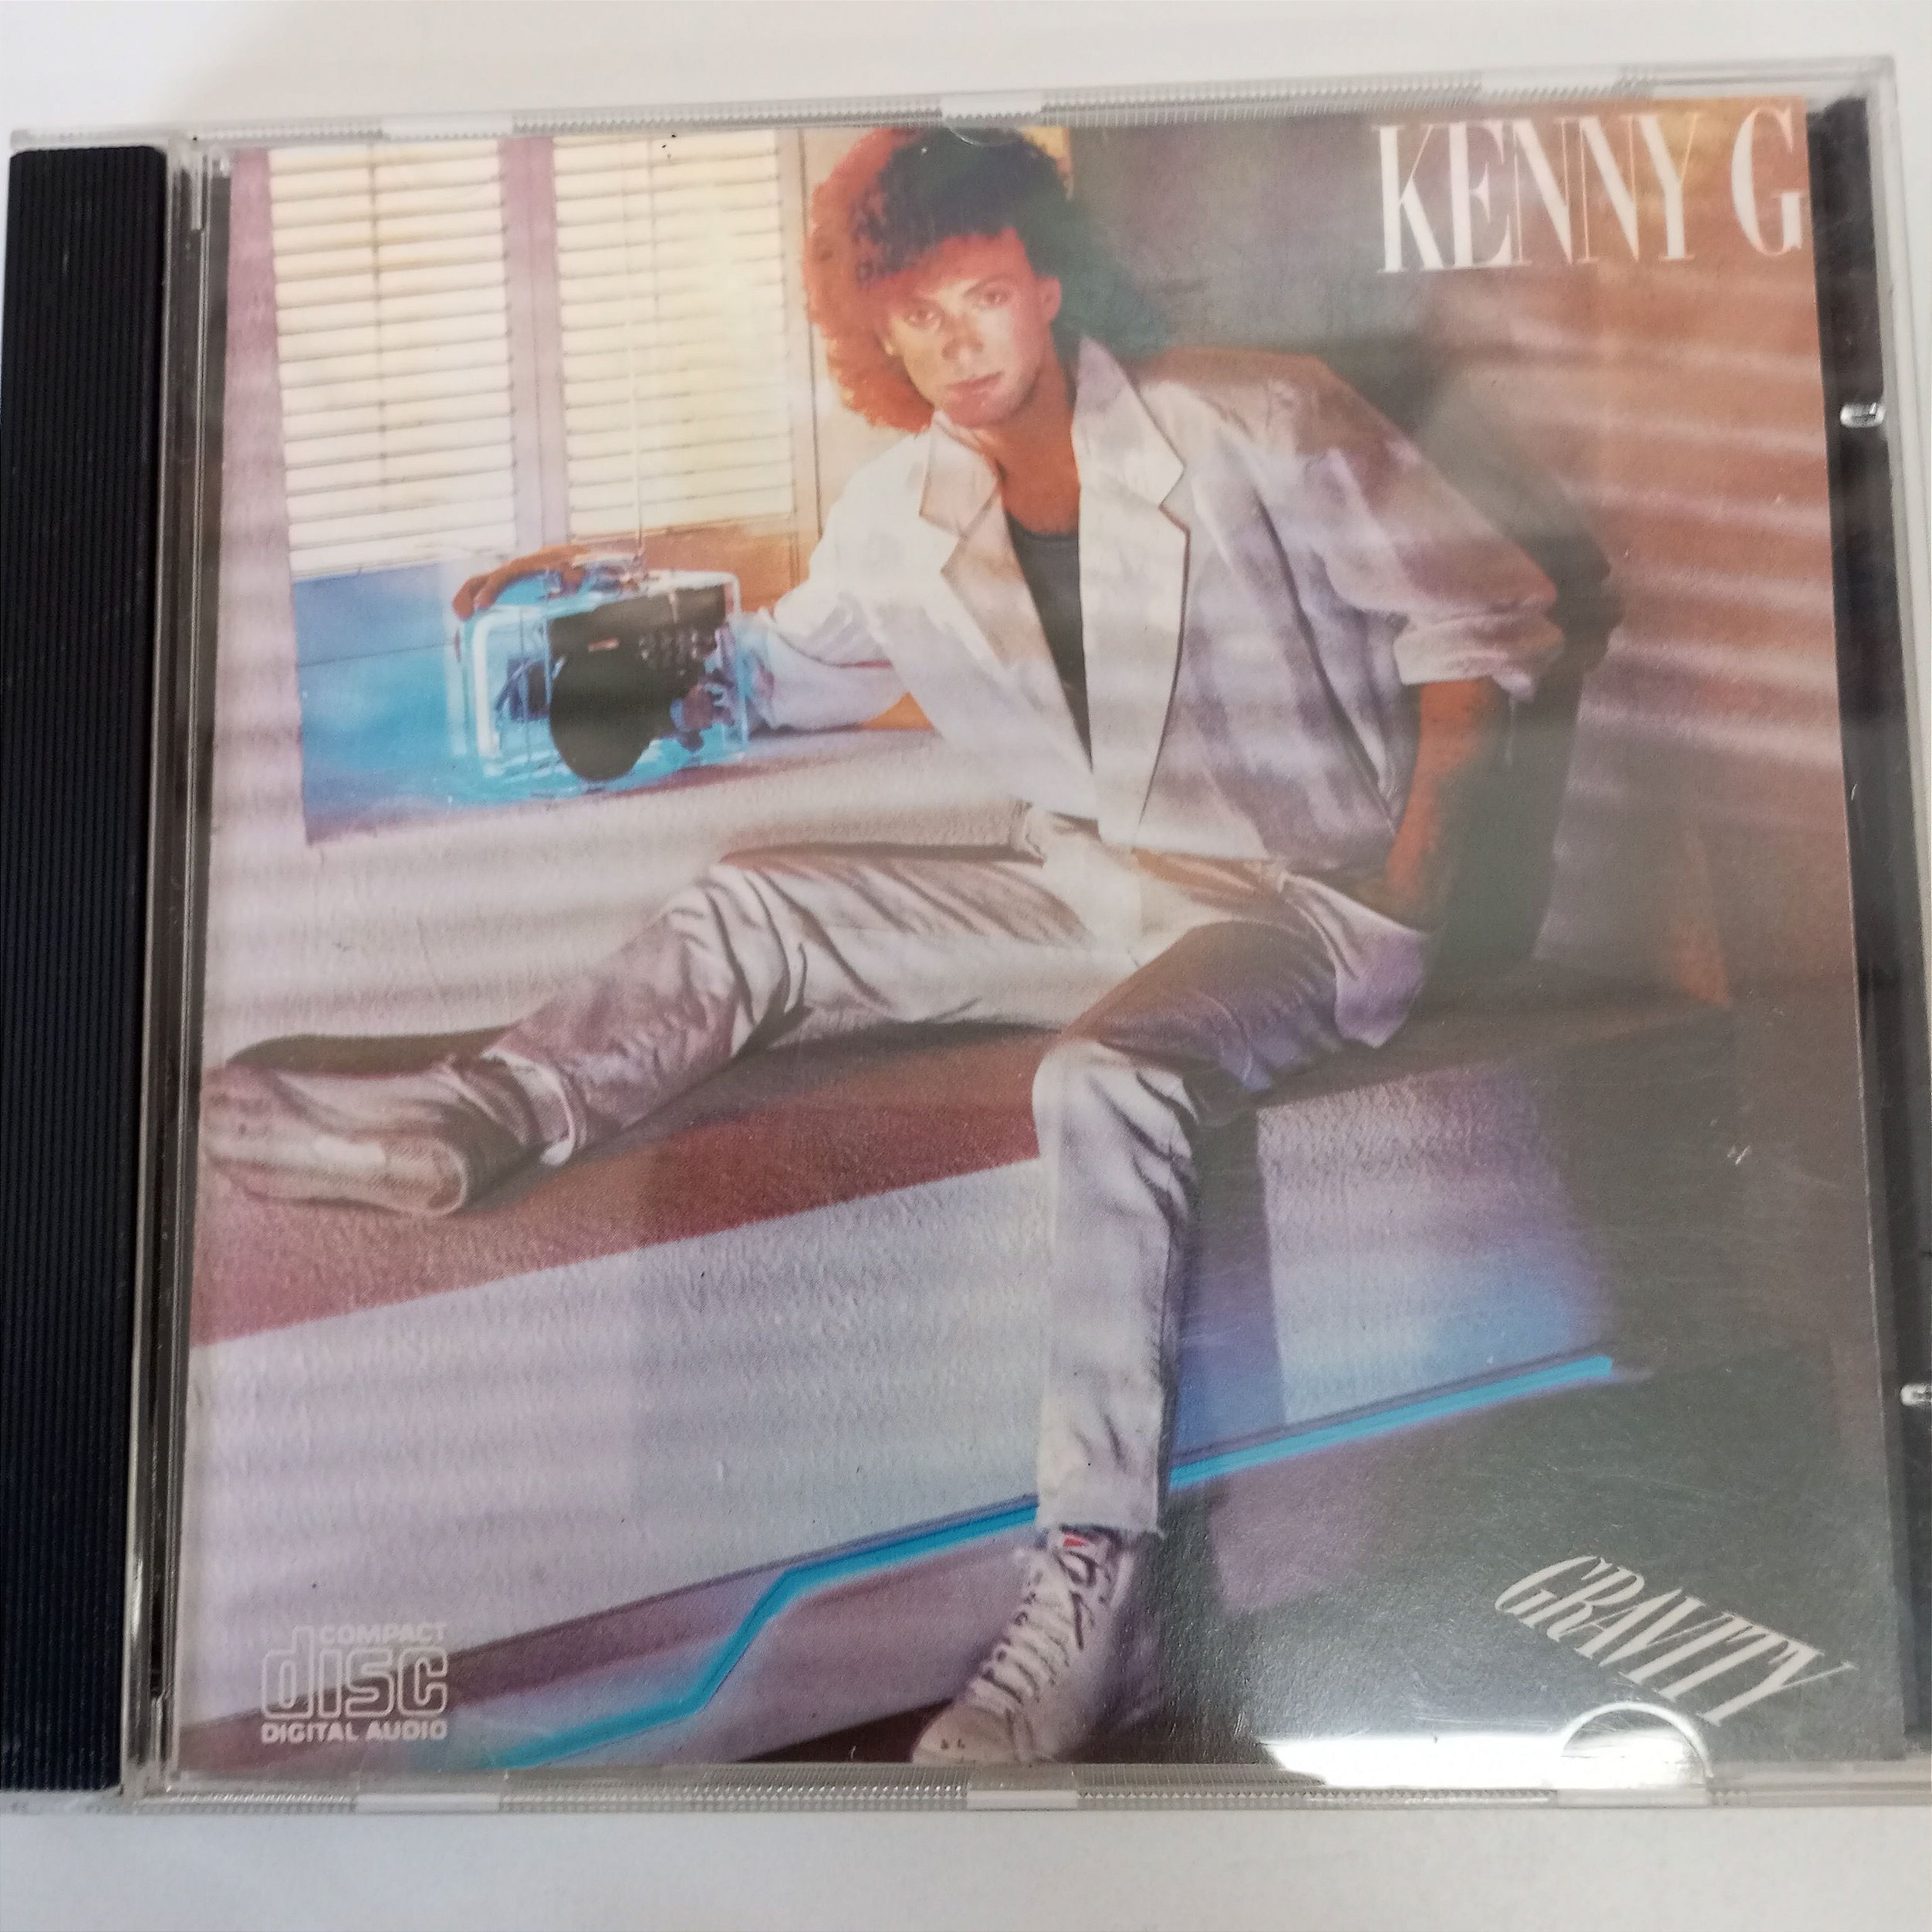 KENNY G
GRAVITY
COMPACT
disc
DIGITAL AUDIO